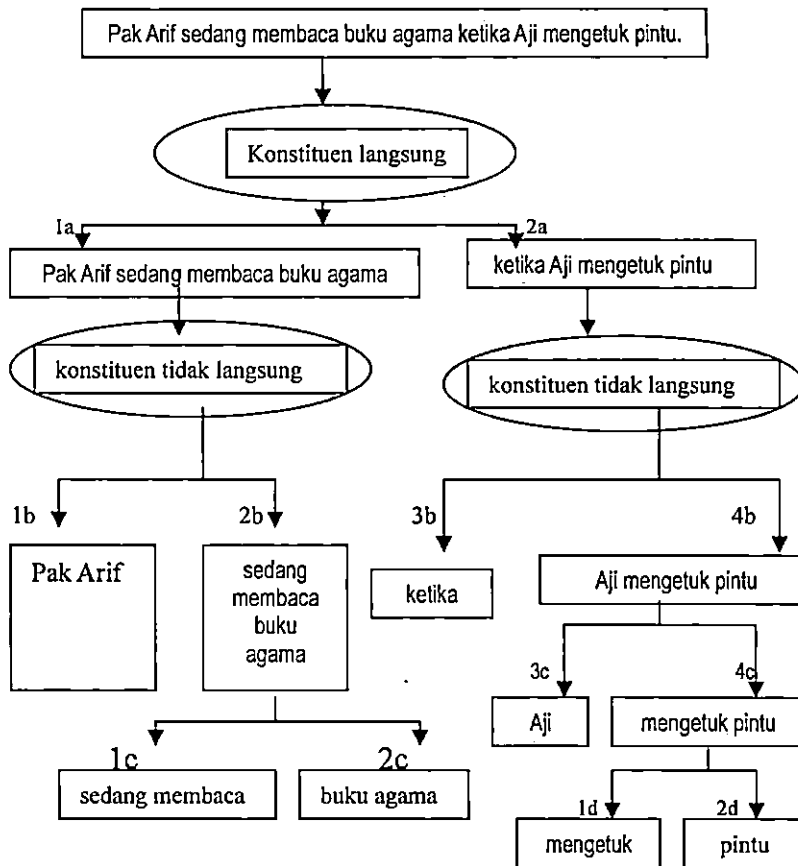 Pak Arif sedang membaca buku agama ketika Aji mengetuk pintu.
Konstituen langsung
1a
2a
Pak Arif sedang membaca buku agama
ketika Aji mengetuk pintu
konstituen tidak langsung
konstituen tidak langsung
1b
2b
3b
4b
Pak Arif
sedang
membaca
buku
agama
ketika
Aji mengetuk pintu
3c
4c
Aji
mengetuk pintu
1c
2c
sedang membaca
buku agama
1d
2d
mengetuk
pintu